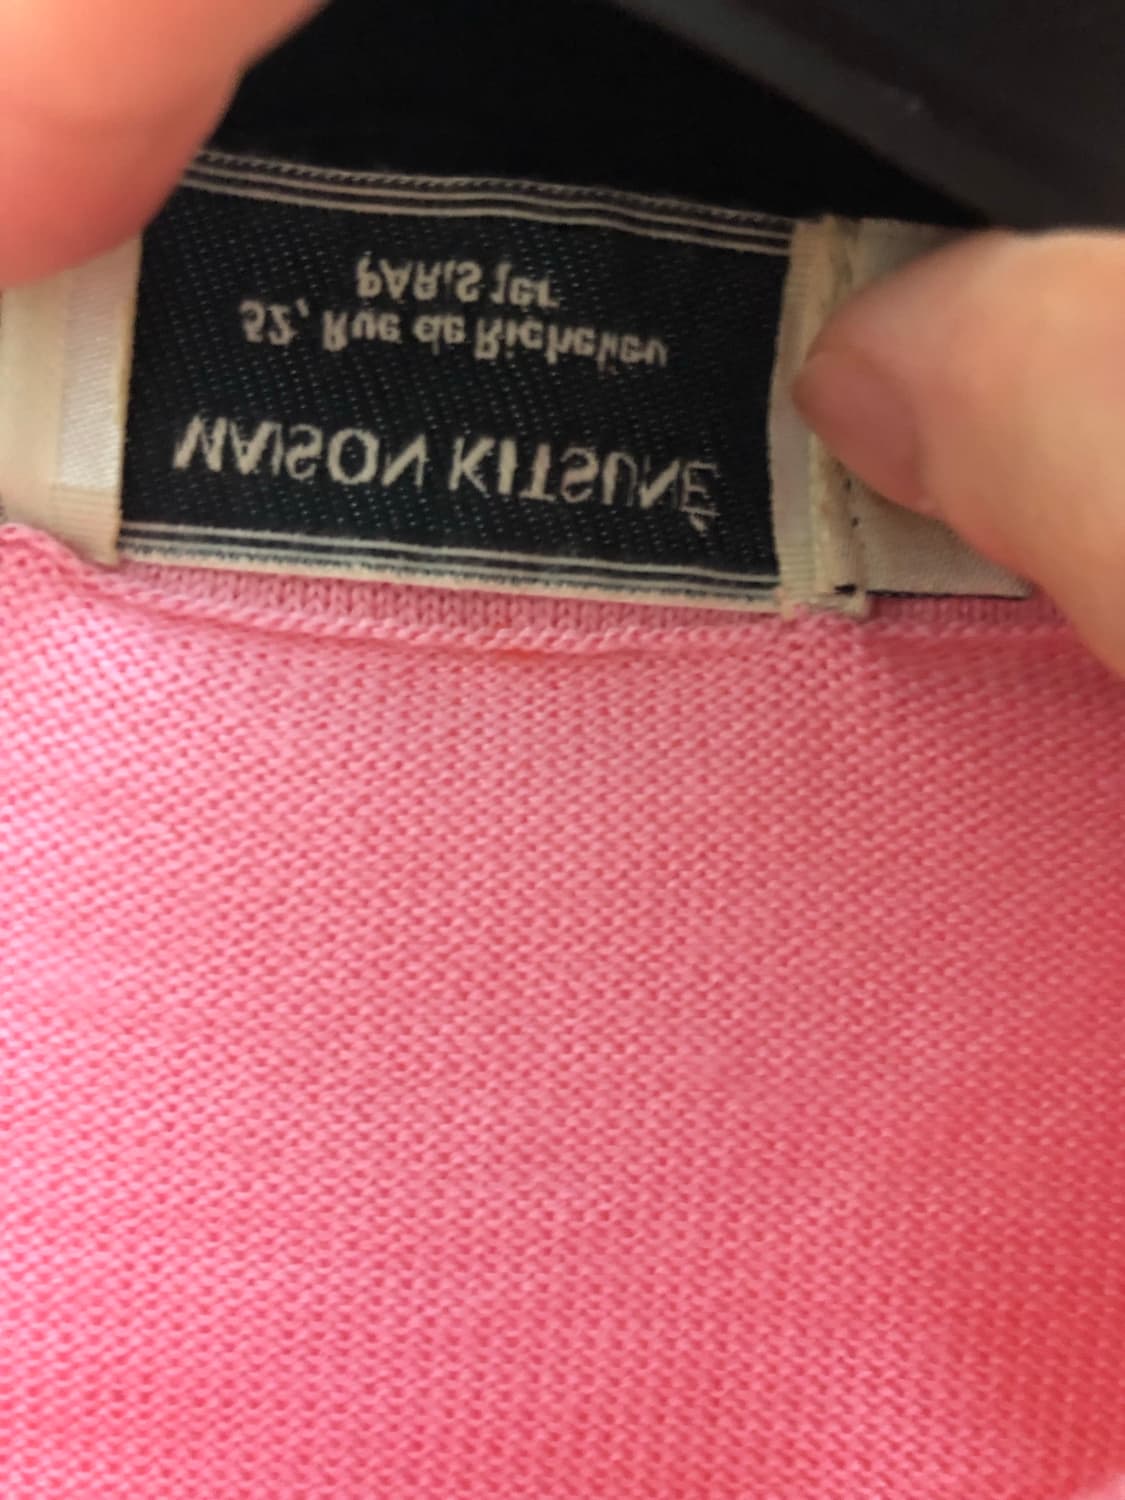 MAISON KITSUNÉ
52, Rue de Richelieu
PARIS 1er